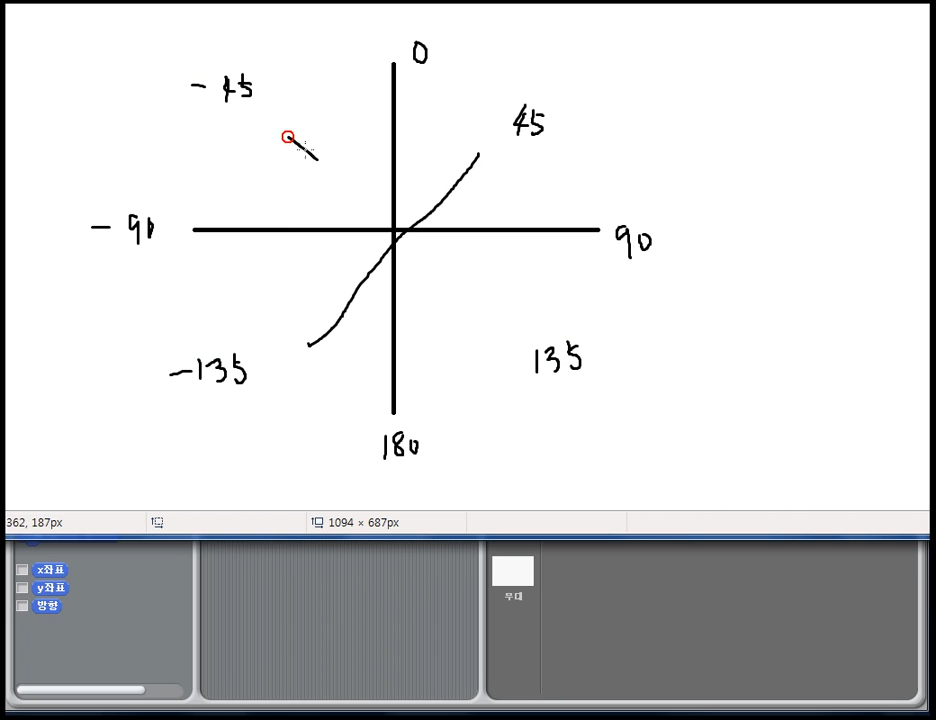 0
- 45
45
- 90
90
-135
135
180
362, 187px
1094 × 687px
x좌표
y좌표
방향
무대